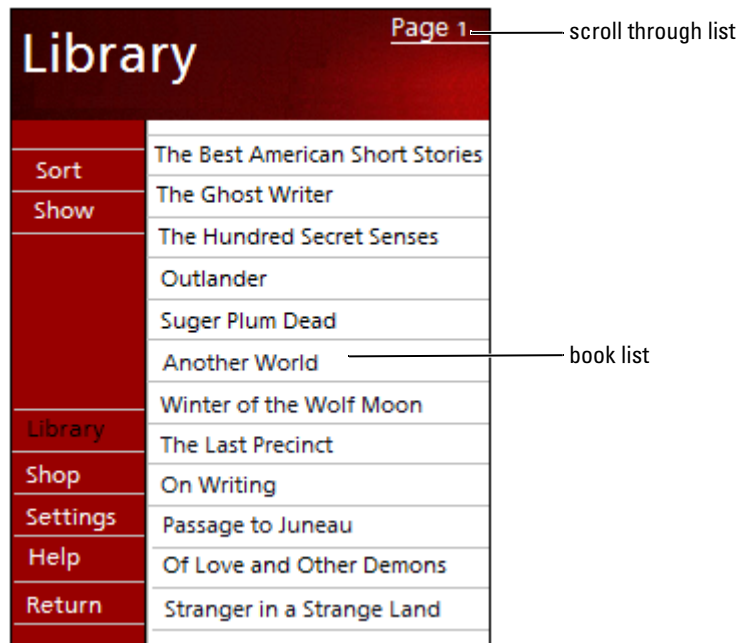 Library
Page 1
scroll through list
Sort
Show
Library
Shop
Settings
Help
Return
The Best American Short Stories
The Ghost Writer
The Hundred Secret Senses
Outlander
Suger Plum Dead
Another World
book list
Winter of the Wolf Moon
The Last Precinct
On Writing
Passage to Juneau
Of Love and Other Demons
Stranger in a Strange Land